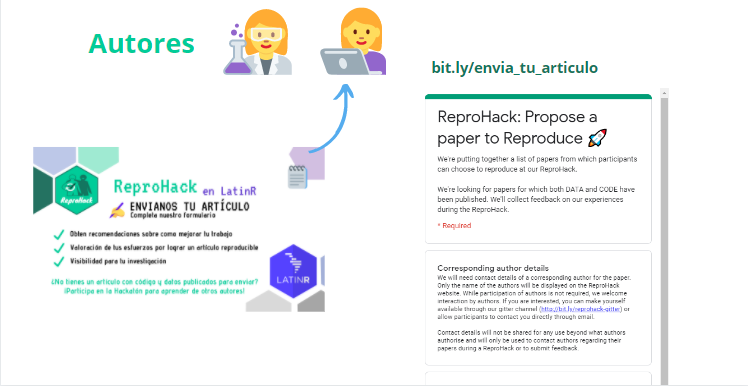 Autores
bit.ly/envia_tu_articulo
ReproHack
ReproHack en LatinR
ENVIANOS TU ARTÍCULO
Complete nuestro formulario
Obten recomendaciones sobre como mejorar tu trabajo
Valoración de tus esfuerzos por lograr un artículo reproducible
Visibilidad para tu investigación
¿No tienes un artículo con código y datos publicados para enviar?
¡Participa en la Hackatón para aprender de otros autores!
LATINR
ReproHack: Propose a
paper to Reproduce
We're putting together a list of papers from which participants
can choose to reproduce at our ReproHack.
We're looking for papers for which both DATA and CODE have
been published. We'll collect feedback on our experiences
during the ReproHack.
* Required
Corresponding author details
We will need contact details of a corresponding author for the paper.
Only the name of the authors will be displayed on the ReproHack
website. While participation of authors is not required, we welcome
interaction by authors. If you are interested, you can make yourself
available through our gitter channel (http://bit.ly/reprohack-gitter) or
allow participants to contact you directly through email.
Contact details will not be shared for any use beyond what authors
authorise and will only be used to contact authors regarding their
papers during a ReproHack or to submit feedback.